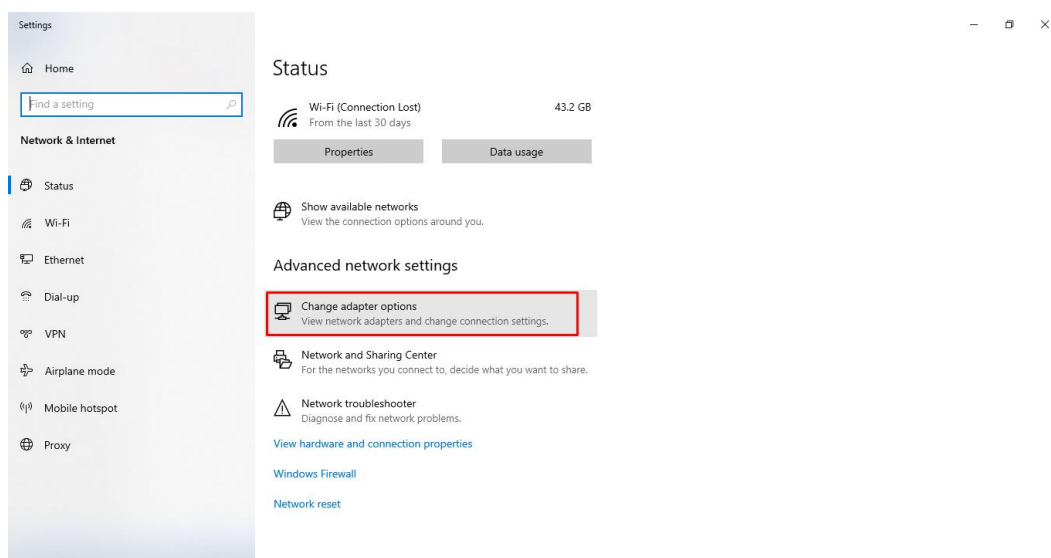 Settings
Home
Find a setting
Network & Internet
Status
Wi-Fi
Ethernet
Dial-up
VPN
Airplane mode
Mobile hotspot
Proxy
Status
Wi-Fi (Connection Lost)
43.2 GB
From the last 30 days
Properties
Data usage
Show available networks
View the connection options around you.
Advanced network settings
Change adapter options
View network adapters and change connection settings.
Network and Sharing Center
For the networks you connect to, decide what you want to share.
Network troubleshooter
Diagnose and fix network problems.
View hardware and connection properties
Windows Firewall
Network reset